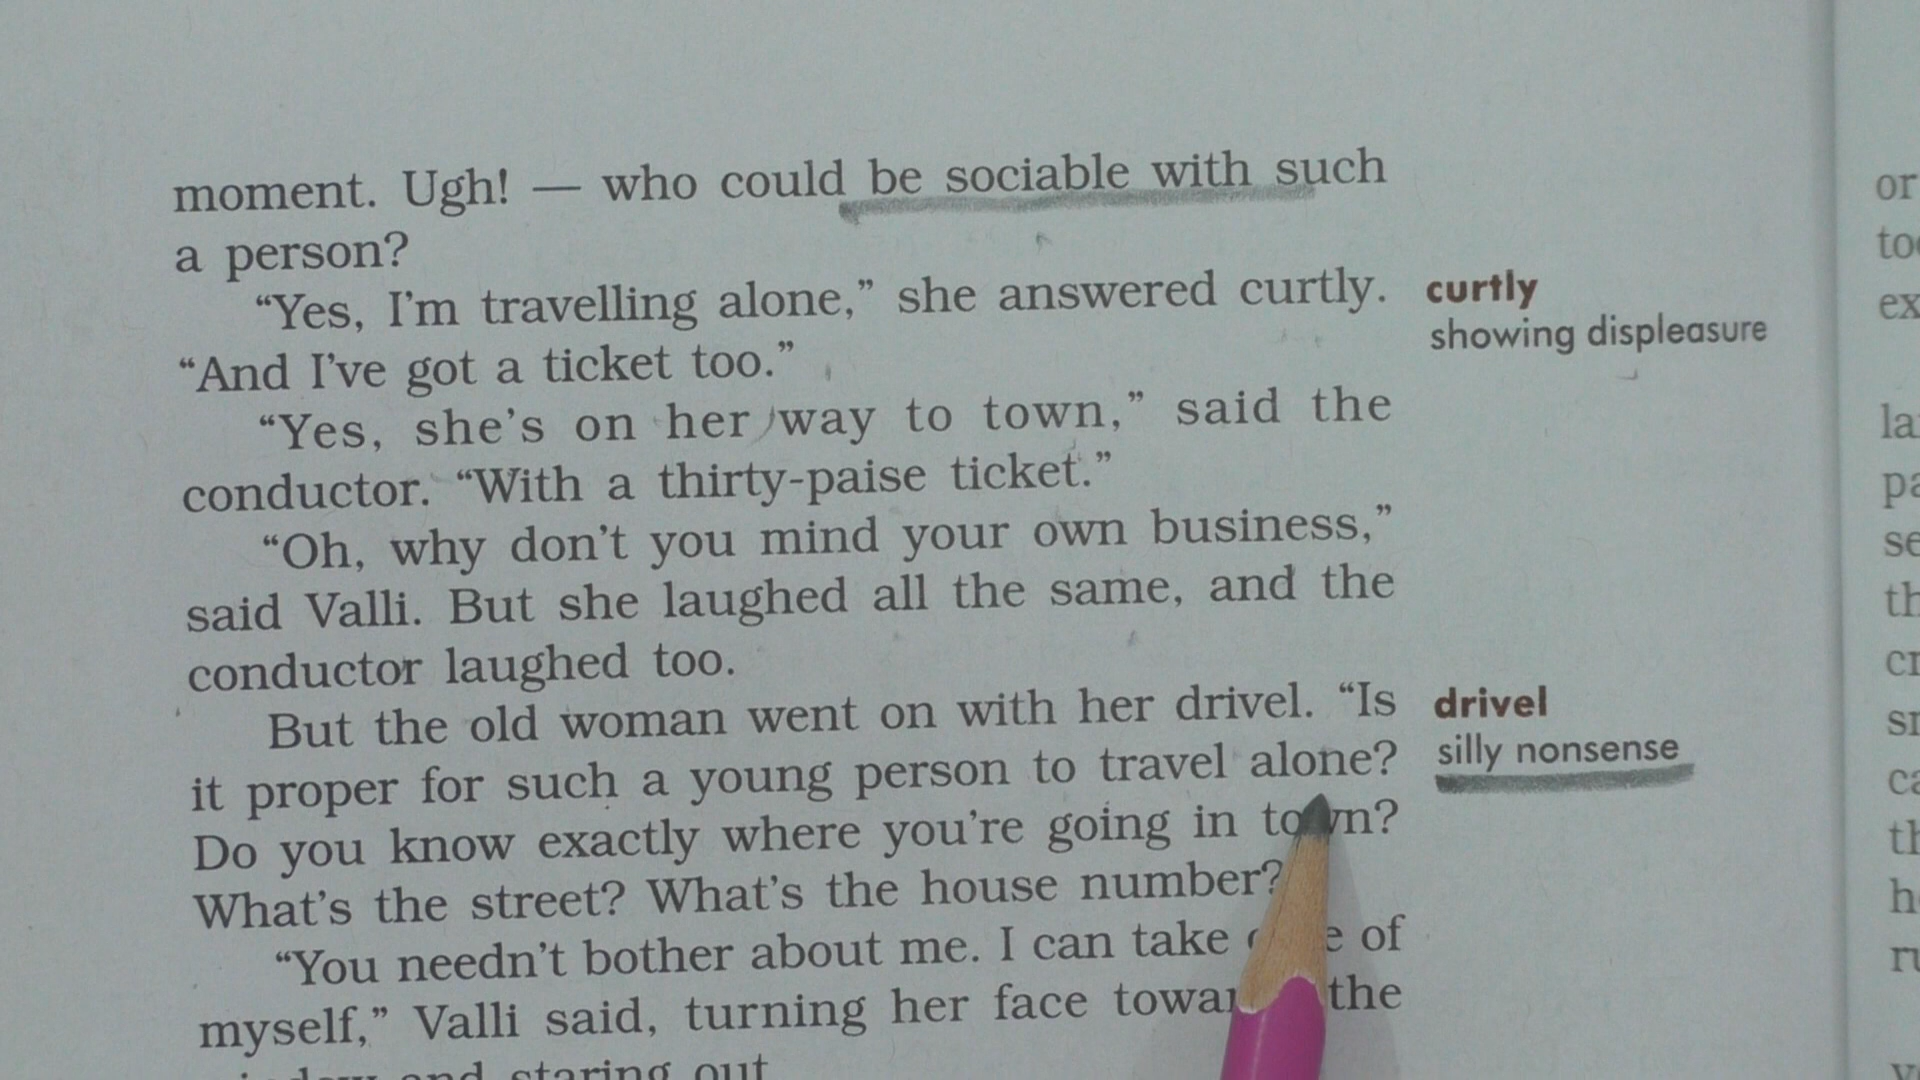 moment. Ugh! — who could be sociable with such
a person?
“Yes, I'm travelling alone,” she answered curtly.
“And I've got a ticket too.”
“Yes, she's on her way to town,” said the
conductor. “With a thirty-paise ticket.”
“Oh, why don't you mind your own business,”
said Valli. But she laughed all the same, and the
conductor laughed too.
But the old woman went on with her drivel. “Is
it proper for such a young person to travel alone?
Do you know exactly where you're going in town?
What's the street? What's the house number?
“You needn't bother about me. I can take of
myself,” Valli said, turning her face the
and staring out
curtly
showing displeasure
drivel
silly nonsense
or